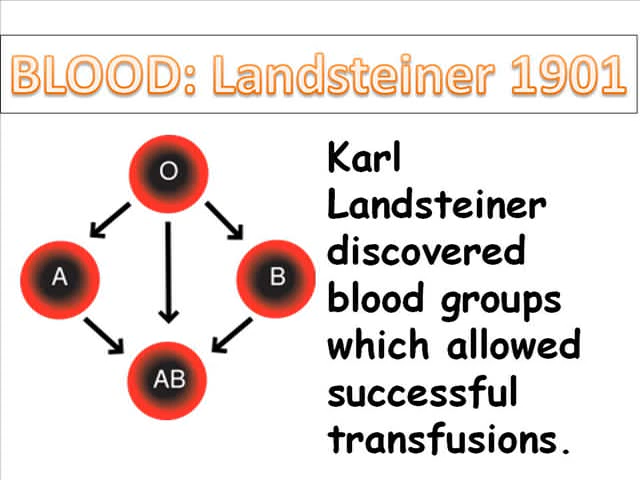 BLOOD: Landsteiner 1901
O
A
B
AB
Karl
Landsteiner
discovered
blood groups
which allowed
successful
transfusions.